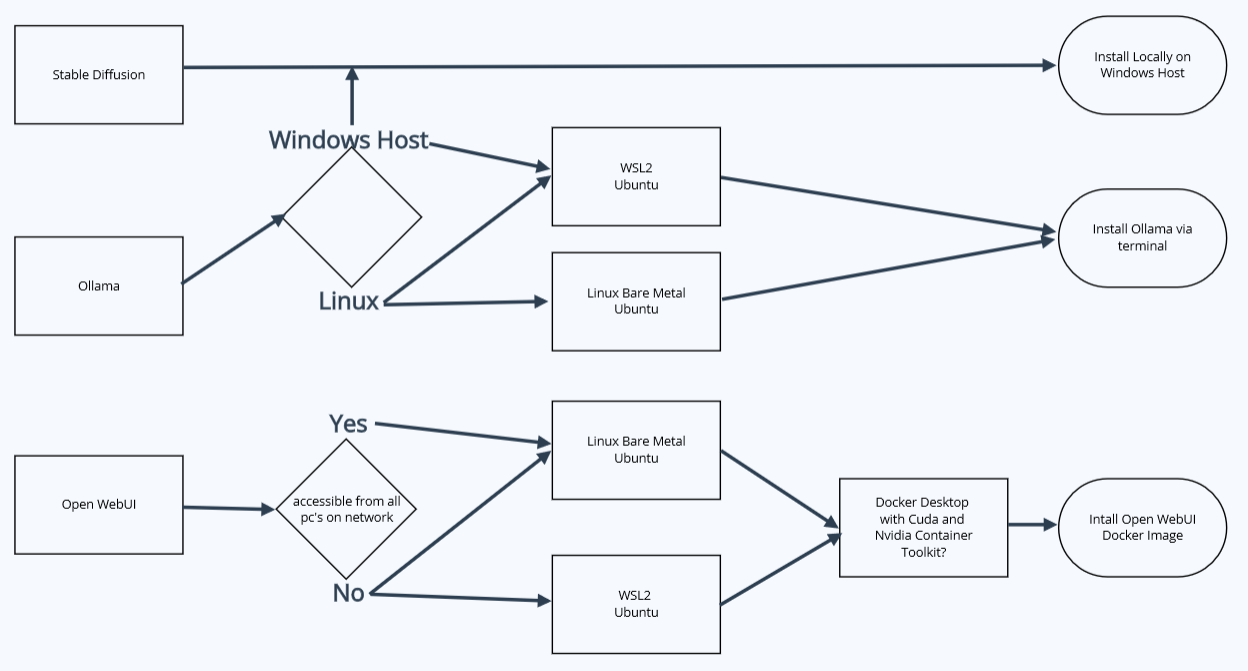 Stable Diffusion
Install Locally on
Windows Host
Windows Host
WSL2
Ubuntu
Install Ollama via
terminal
Ollama
Linux
Linux Bare Metal
Ubuntu
Yes
Linux Bare Metal
Ubuntu
Open WebUI
accessible from all
pc's on network
Docker Desktop
with Cuda and
Nvidia Container
Toolkit?
Intall Open WebUI
Docker Image
No
WSL2
Ubuntu